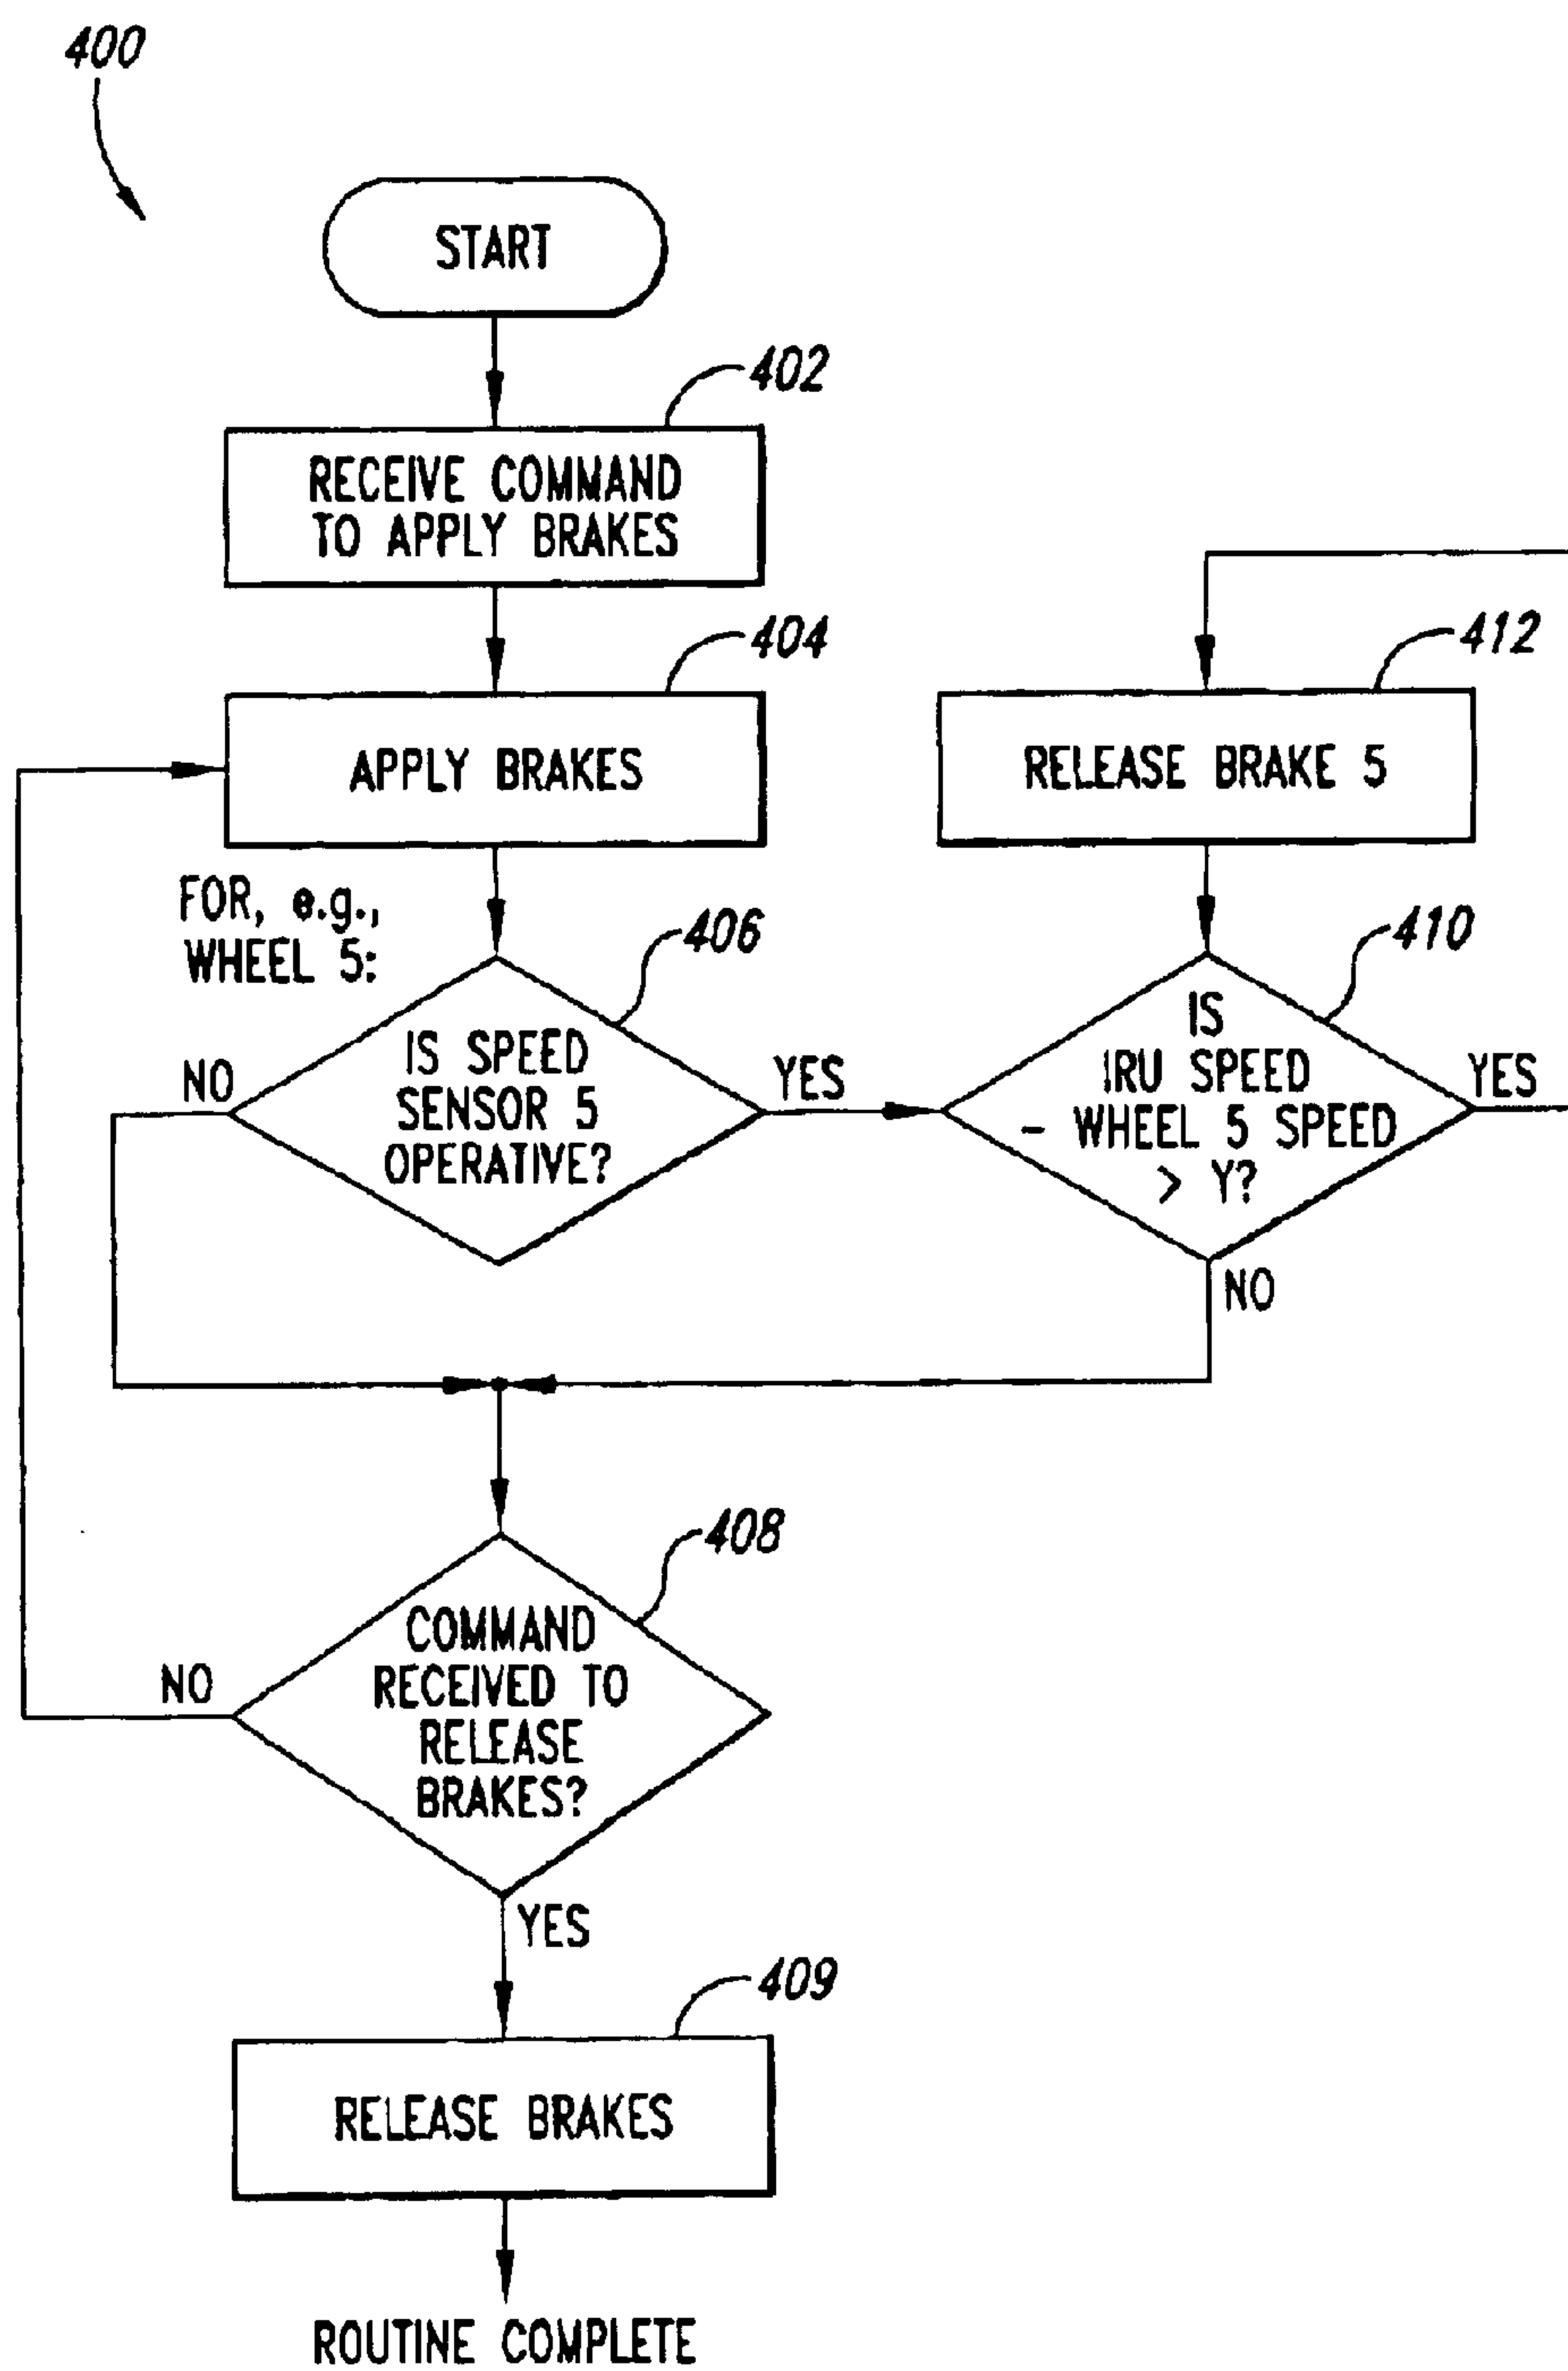 400
START
402
RECEIVE COMMAND
TO APPLY BRAKES
404
APPLY BRAKES
412
RELEASE BRAKE 5
FOR, e.g.,
WHEEL 5:
406
IS SPEED
SENSOR 5
OPERATIVE?
NO
YES
410
IS
IRU SPEED
- WHEEL 5 SPEED
> Y?
YES
NO
408
COMMAND
RECEIVED TO
RELEASE
BRAKES?
NO
YES
409
RELEASE BRAKES
ROUTINE COMPLETE